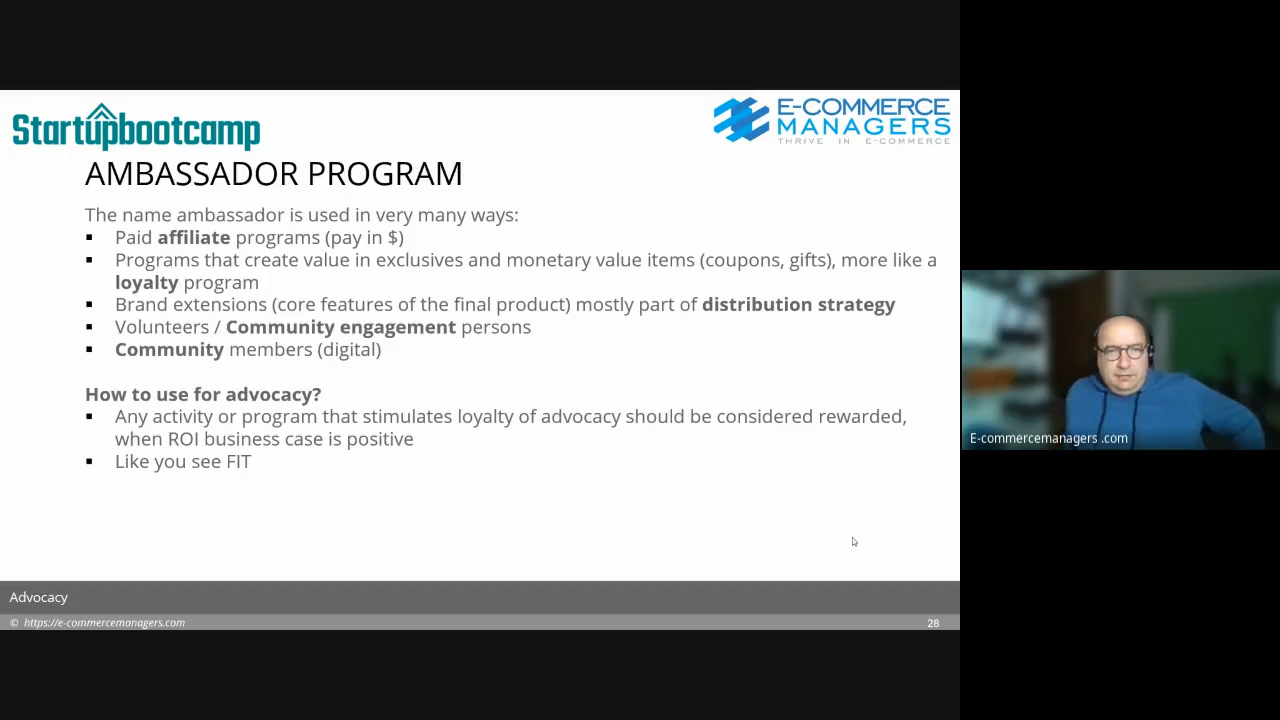 Startupbootcamp
E-COMMERCE
MANAGERS
THRIVE IN E-COMMERCE
AMBASSADOR PROGRAM
The name ambassador is used in very many ways:
▪ Paid affiliate programs (pay in $)
▪ Programs that create value in exclusives and monetary value items (coupons, gifts), more like a
loyalty program
▪ Brand extensions (core features of the final product) mostly part of distribution strategy
▪ Volunteers / Community engagement persons
▪ Community members (digital)
How to use for advocacy?
▪ Any activity or program that stimulates loyalty of advocacy should be considered rewarded,
when ROI business case is positive
▪ Like you see FIT
E-commercemanagers .com
Advocacy
© https://e-commercemanagers.com
28